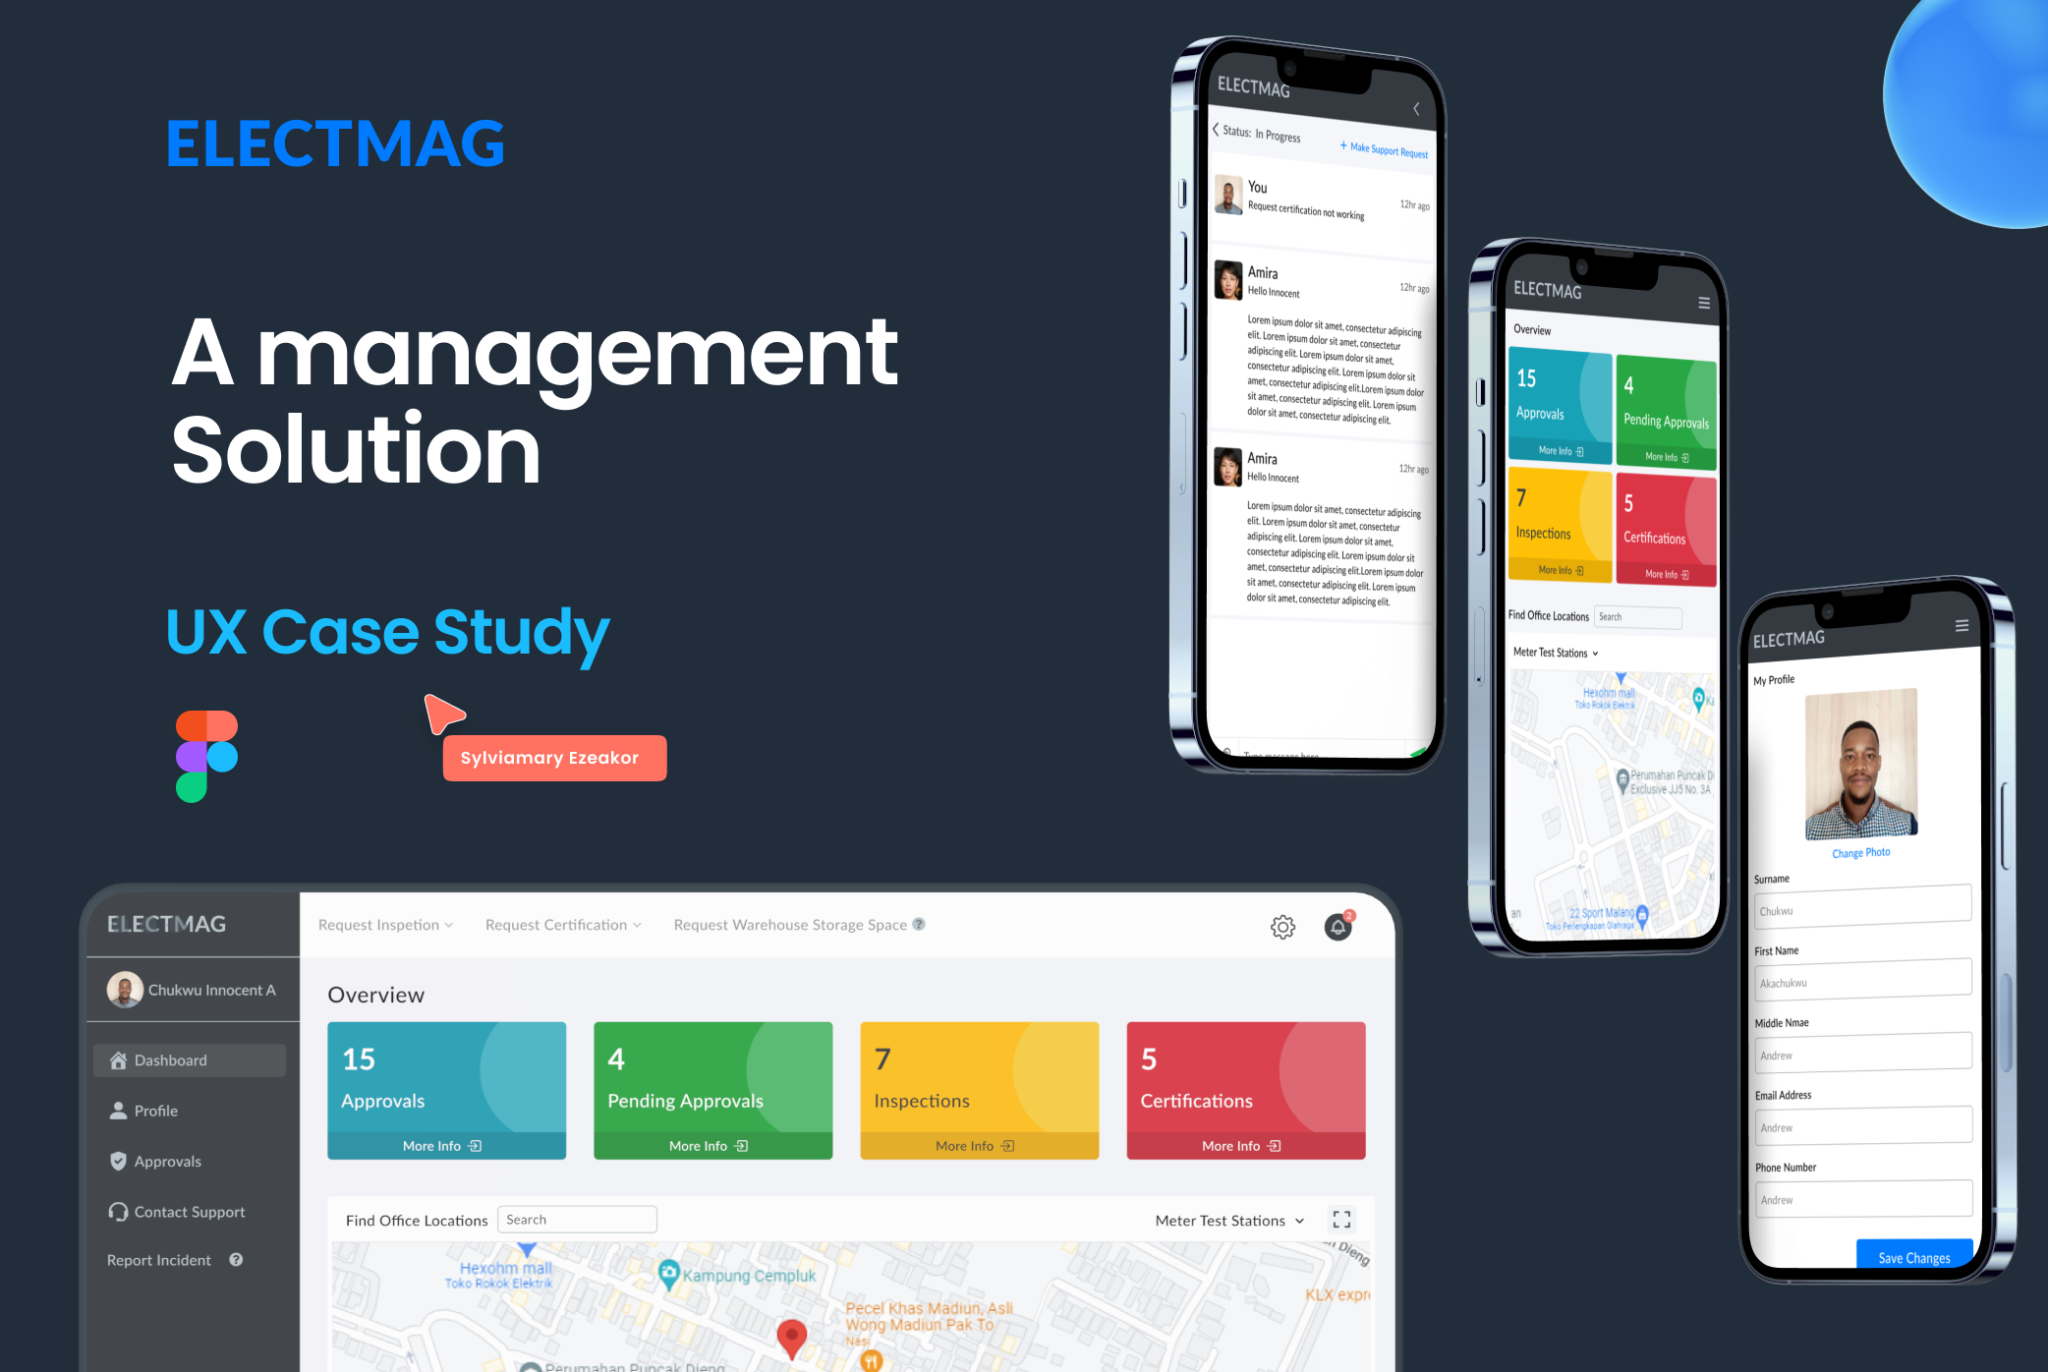 ELECTMAG
A management
Solution
UX Case Study
Sylviamary Ezeakor
ELECTMAG
Status: In Progress
+ Make Support Request
You
12hr ago
Request certification not working
Amira
12hr ago
Hello Innocent
Lorem ipsum dolor sit amet, consectetur adipiscing
elit. Lorem ipsum dolor sit amet, consectetur
adipiscing elit. Lorem ipsum dolor sit amet,
consectetur adipiscing elit. Lorem ipsum dolor sit
amet, consectetur adipiscing elit.Lorem ipsum dolor
sit amet, consectetur adipiscing elit. Lorem ipsum
dolor sit amet, consectetur adipiscing elit.
Amira
12hr ago
Hello Innocent
Lorem ipsum dolor sit amet, consectetur adipiscing
elit. Lorem ipsum dolor sit amet, consectetur
adipiscing elit. Lorem ipsum dolor sit amet,
consectetur adipiscing elit. Lorem ipsum dolor sit
amet, consectetur adipiscing elit.Lorem ipsum dolor
sit amet, consectetur adipiscing elit. Lorem ipsum
dolor sit amet, consectetur adipiscing elit.
Type message here
ELECTMAG
Overview
15
Approvals
More Info
4
Pending Approvals
More Info
7
Inspections
More Info
5
Certifications
More Info
Find Office Locations
Search
Meter Test Stations
Hexohm mall
Toko Rokok Elektrik
Perumahan Puncak D
Exclusive JJ5 No. 3A
an
22 Sport Malang
Toko Perlengkapan Olahraga
ELECTMAG
My Profile
Change Photo
Surname
Chukwu
First Name
Akachukwu
Middle Nmae
Andrew
Email Address
Andrew
Phone Number
Andrew
Save Changes
ELECTMAG
Request Inspetion
Request Certification
Request Warehouse Storage Space ?
2
Chukwu Innocent A
Dashboard
Profile
Approvals
Contact Support
Report Incident ?
Overview
15
Approvals
More Info
4
Pending Approvals
More Info
7
Inspections
More Info
5
Certifications
More Info
Find Office Locations
Search
Meter Test Stations
Hexohm mall
Toko Rokok Elektrik
Kampung Cempluk
Dieng
Pecel Khas Madiun, Asli
Wong Madiun Pak To
Nasi
KLX expr
Perumahan Puncak Dieng